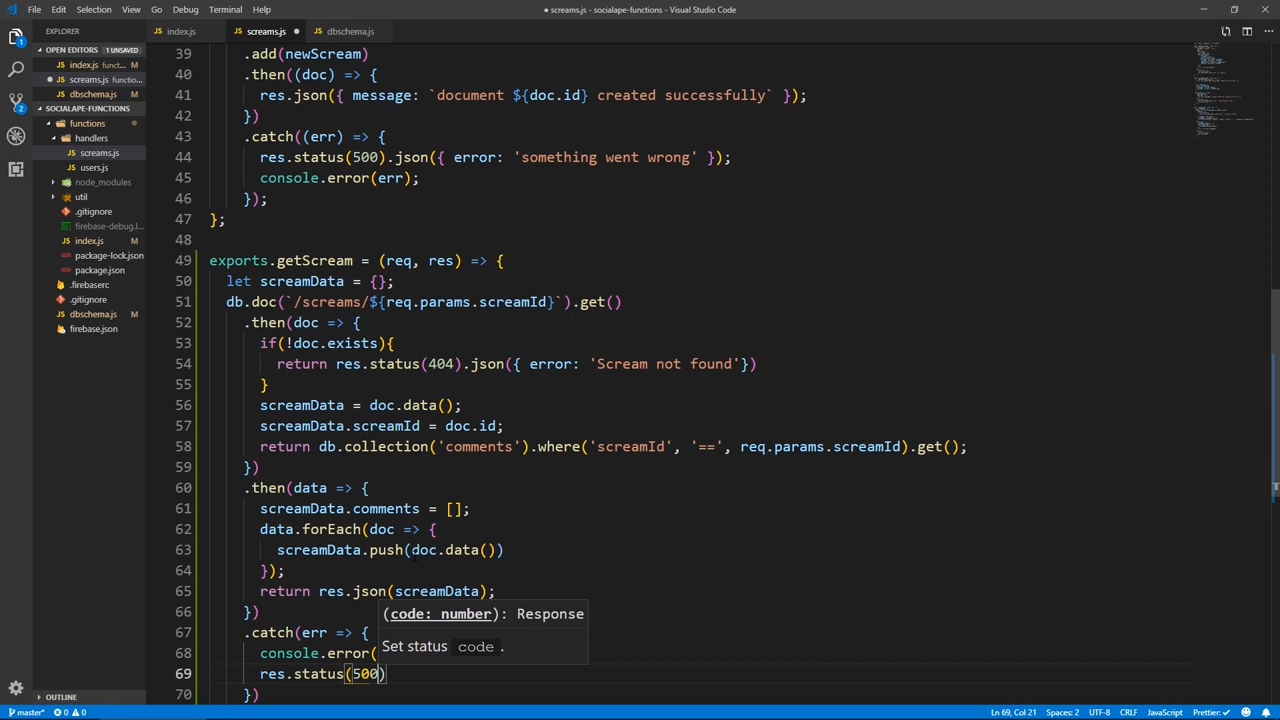 File Edit Selection View Go Debug Terminal Help
● screams.js - socialape-functions - Visual Studio Code
EXPLORER
OPEN EDITORS 1 UNSAVED
index.js functi... M
screams.js functio...
dbschema.js M
SOCIALAPE-FUNCTIONS
functions
handlers
screams.js
users.js
node_modules
util
.gitignore
firebase-debug.l...
index.js M
package-lock.json
package.json
.firebaserc
.gitignore
dbschema.js M
firebase.json
OUTLINE
index.js screams.js dbschema.js
39 .add(newScream)
40 .then((doc) => {
41 res.json({ message: `document ${doc.id} created successfully` });
42 })
43 .catch((err) => {
44 res.status(500).json({ error: 'something went wrong' });
45 console.error(err);
46 });
47 };
48
49 exports.getScream = (req, res) => {
50 let screamData = {};
51 db.doc(`/screams/${req.params.screamId}`).get()
52 .then(doc => {
53 if(!doc.exists){
54 return res.status(404).json({ error: 'Scream not found'})
55 }
56 screamData = doc.data();
57 screamData.screamId = doc.id;
58 return db.collection('comments').where('screamId', '==', req.params.screamId).get();
59 })
60 .then(data => {
61 screamData.comments = [];
62 data.forEach(doc => {
63 screamData.push(doc.data())
64 });
65 return res.json(screamData);
66 })
67 .catch(err => {
68 console.error(
69 res.status(500)
70 })
(code: number): Response
Set status code .
master* 0 0
Ln 69, Col 21 Spaces: 2 UTF-8 CRLF JavaScript Prettier: ✓